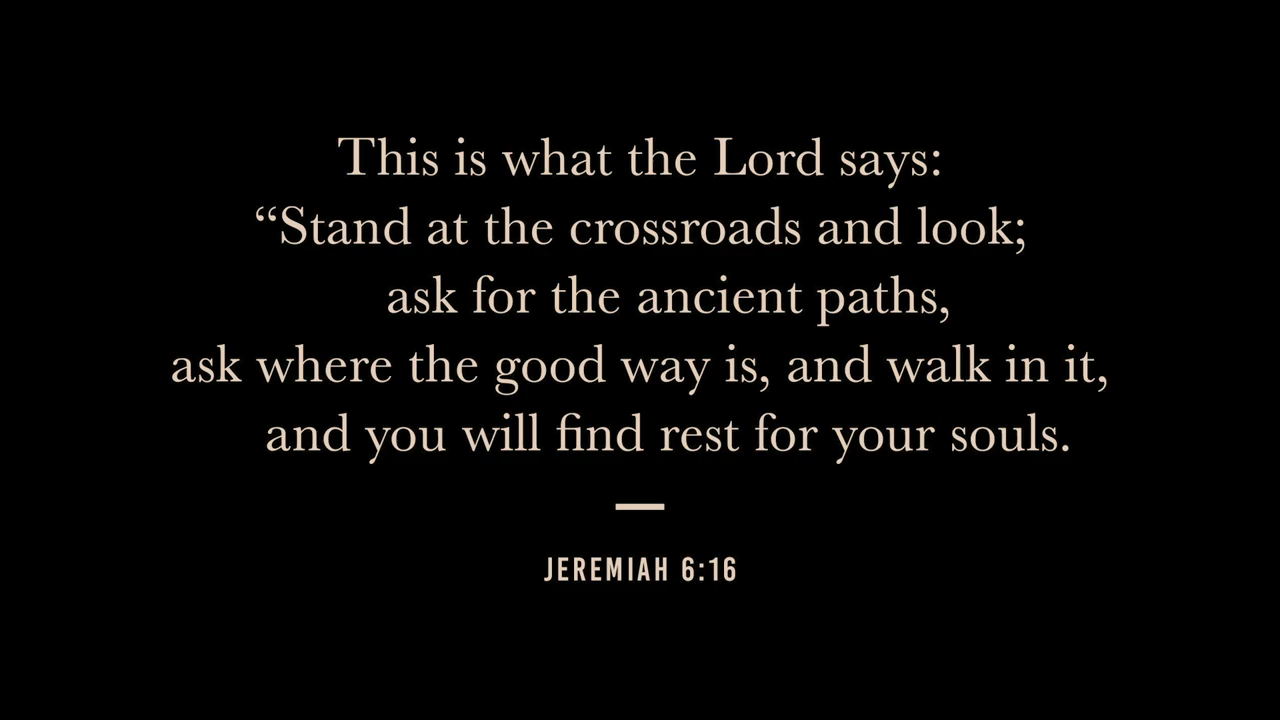 This is what the Lord says:
“Stand at the crossroads and look;
ask for the ancient paths,
ask where the good way is, and walk in it,
and you will find rest for your souls.
JEREMIAH 6:16